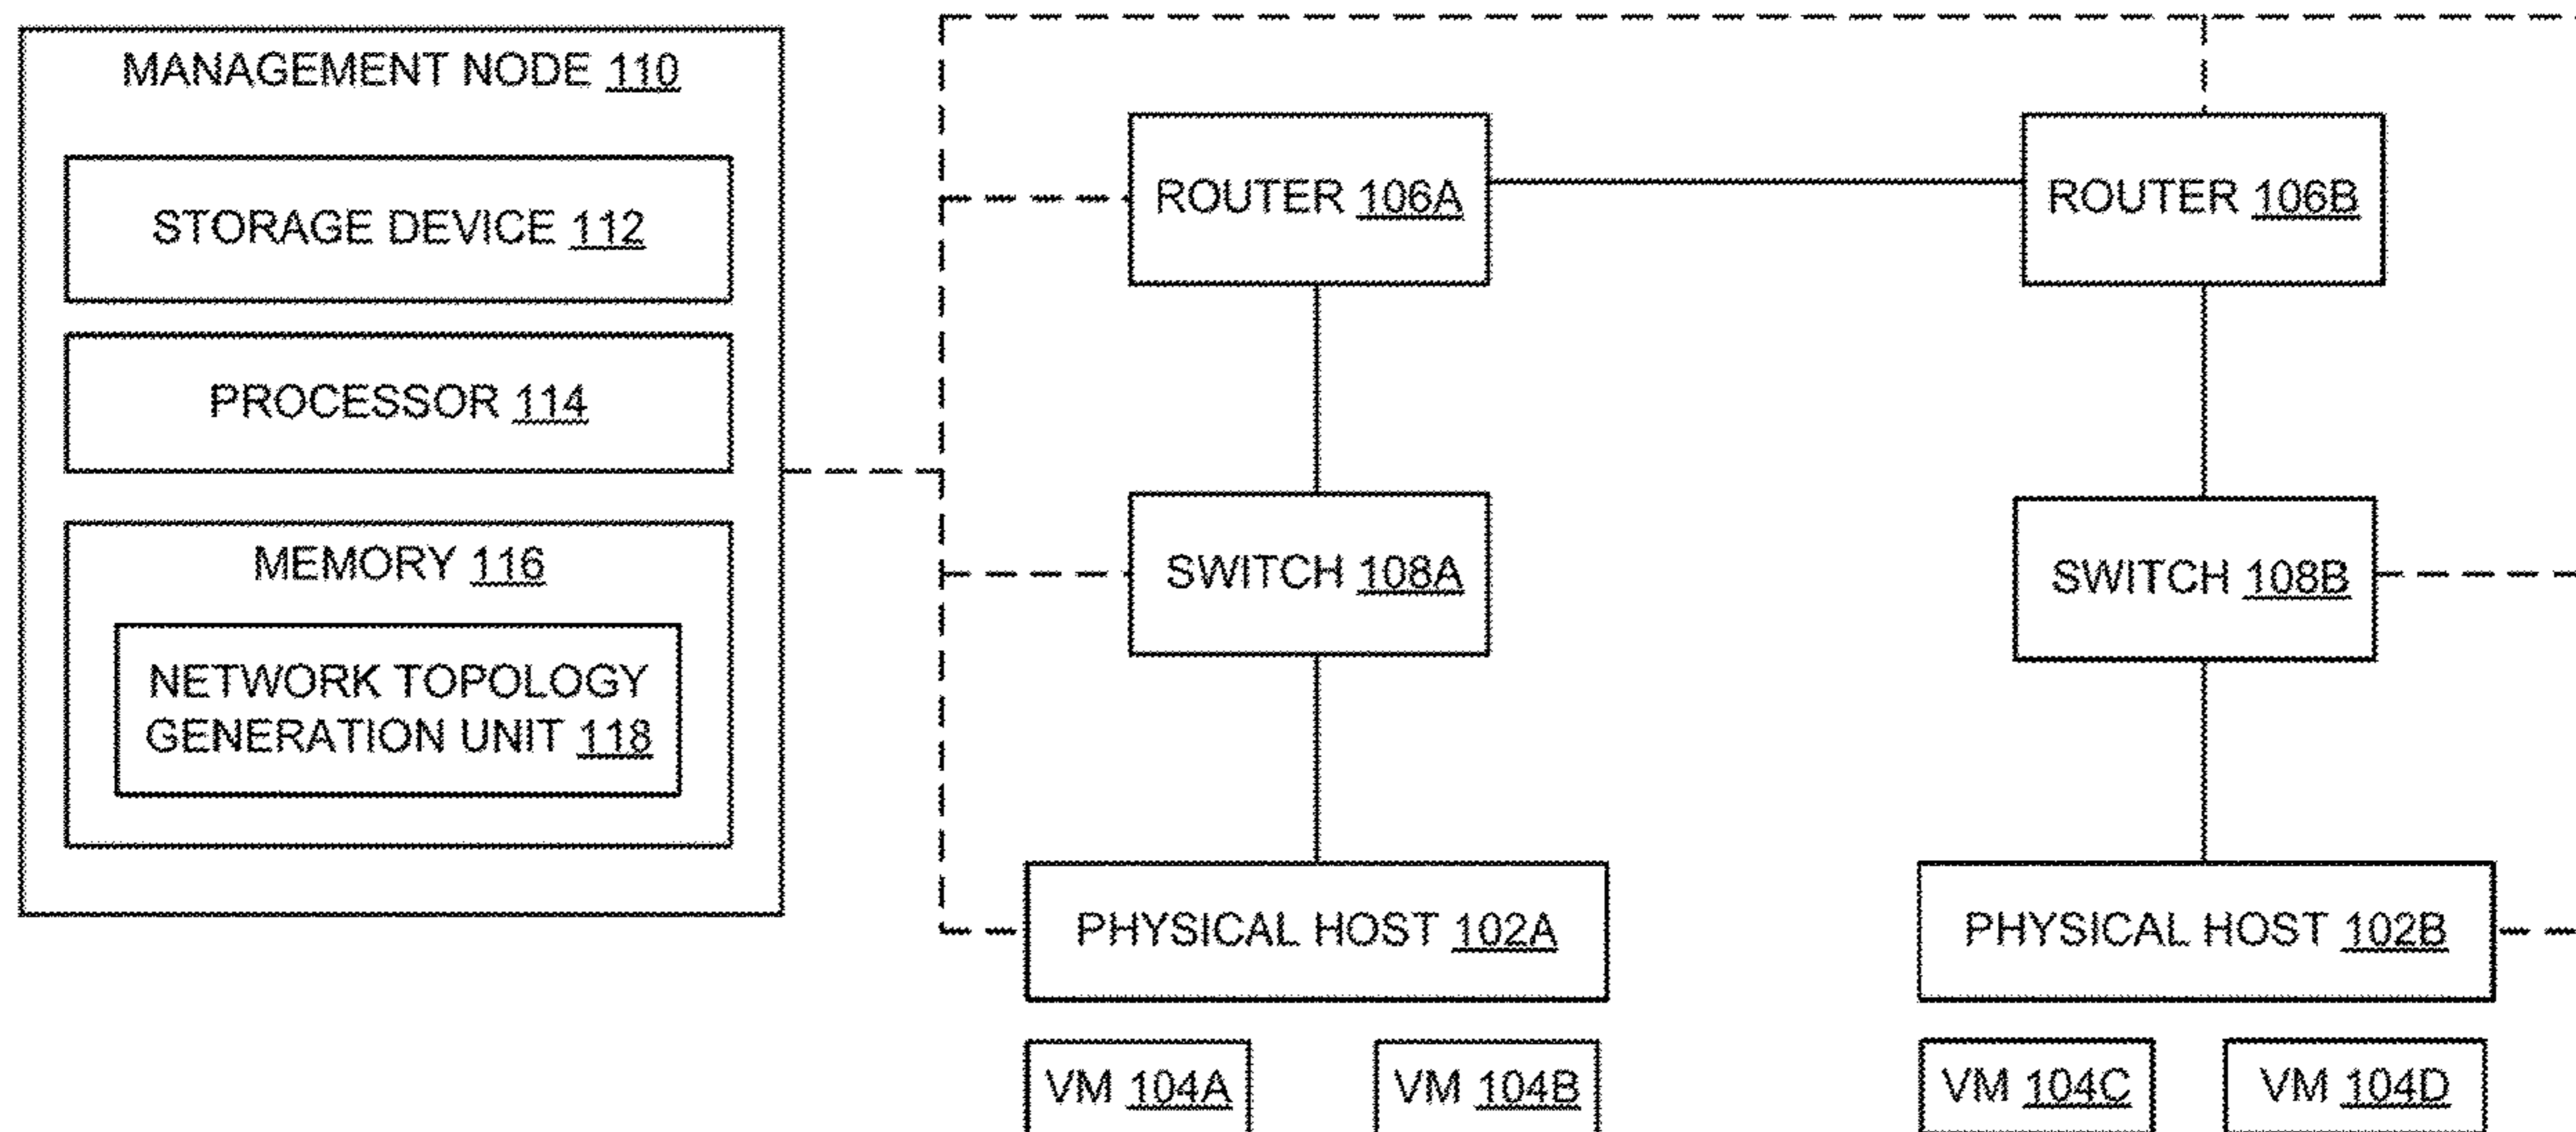 MANAGEMENT NODE 110
STORAGE DEVICE 112
PROCESSOR 114
MEMORY 116
NETWORK TOPOLOGY
GENERATION UNIT 118
ROUTER 106A
ROUTER 106B
SWITCH 108A
SWITCH 108B
PHYSICAL HOST 102A
PHYSICAL HOST 102B
VM 104A
VM 104B
VM 104C
VM 104D